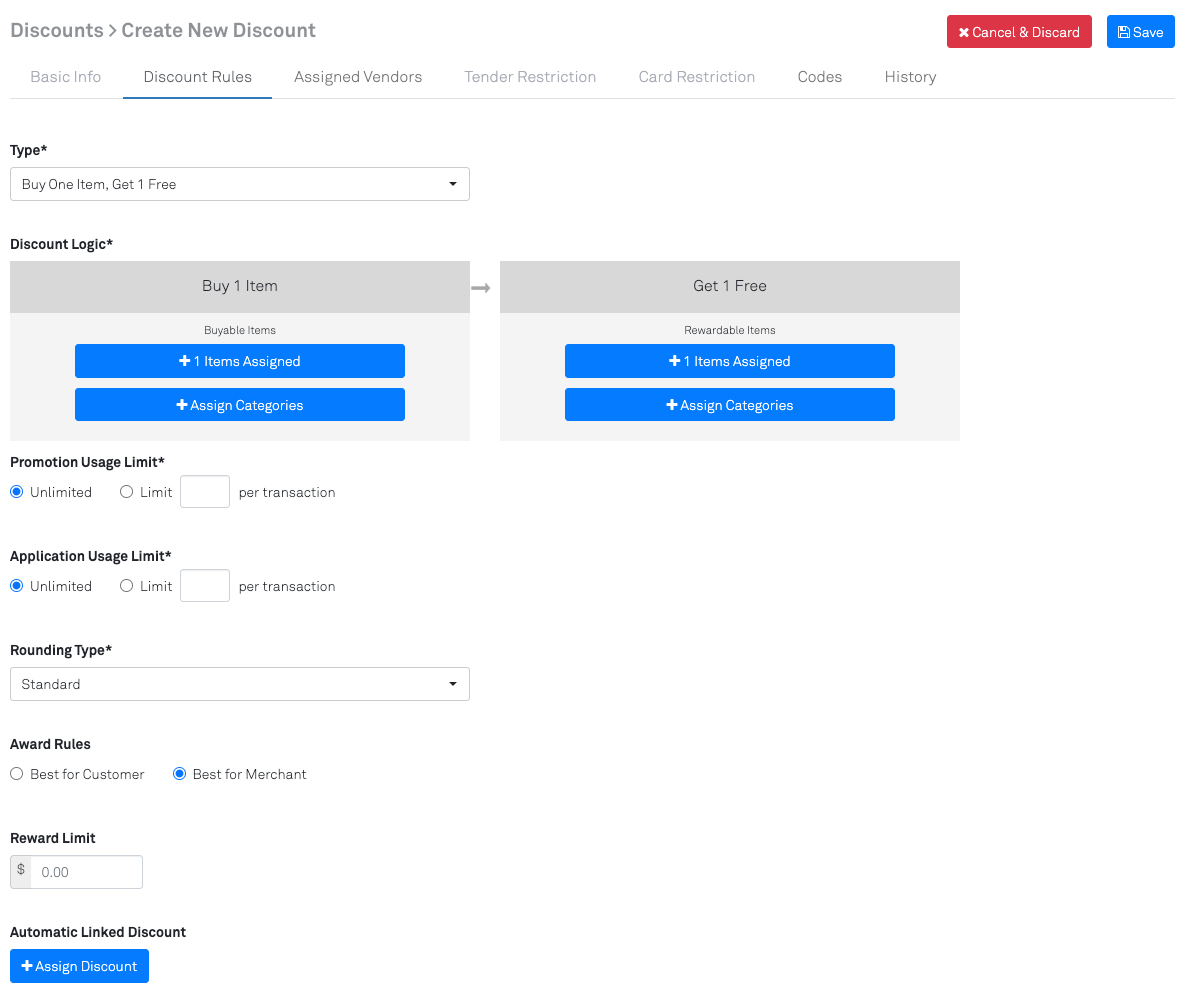 Discounts > Create New Discount
Cancel & Discard
Save
Basic Info
Discount Rules
Assigned Vendors
Tender Restriction
Card Restriction
Codes
History
Type*
Buy One Item, Get 1 Free
Discount Logic*
Buy 1 Item
Get 1 Free
Buyable Items
Rewardable Items
+ 1 Items Assigned
+ 1 Items Assigned
+ Assign Categories
+ Assign Categories
Promotion Usage Limit*
Unlimited
Limit
per transaction
Application Usage Limit*
Unlimited
Limit
per transaction
Rounding Type*
Standard
Award Rules
Best for Customer
Best for Merchant
Reward Limit
$ 0.00
Automatic Linked Discount
+ Assign Discount